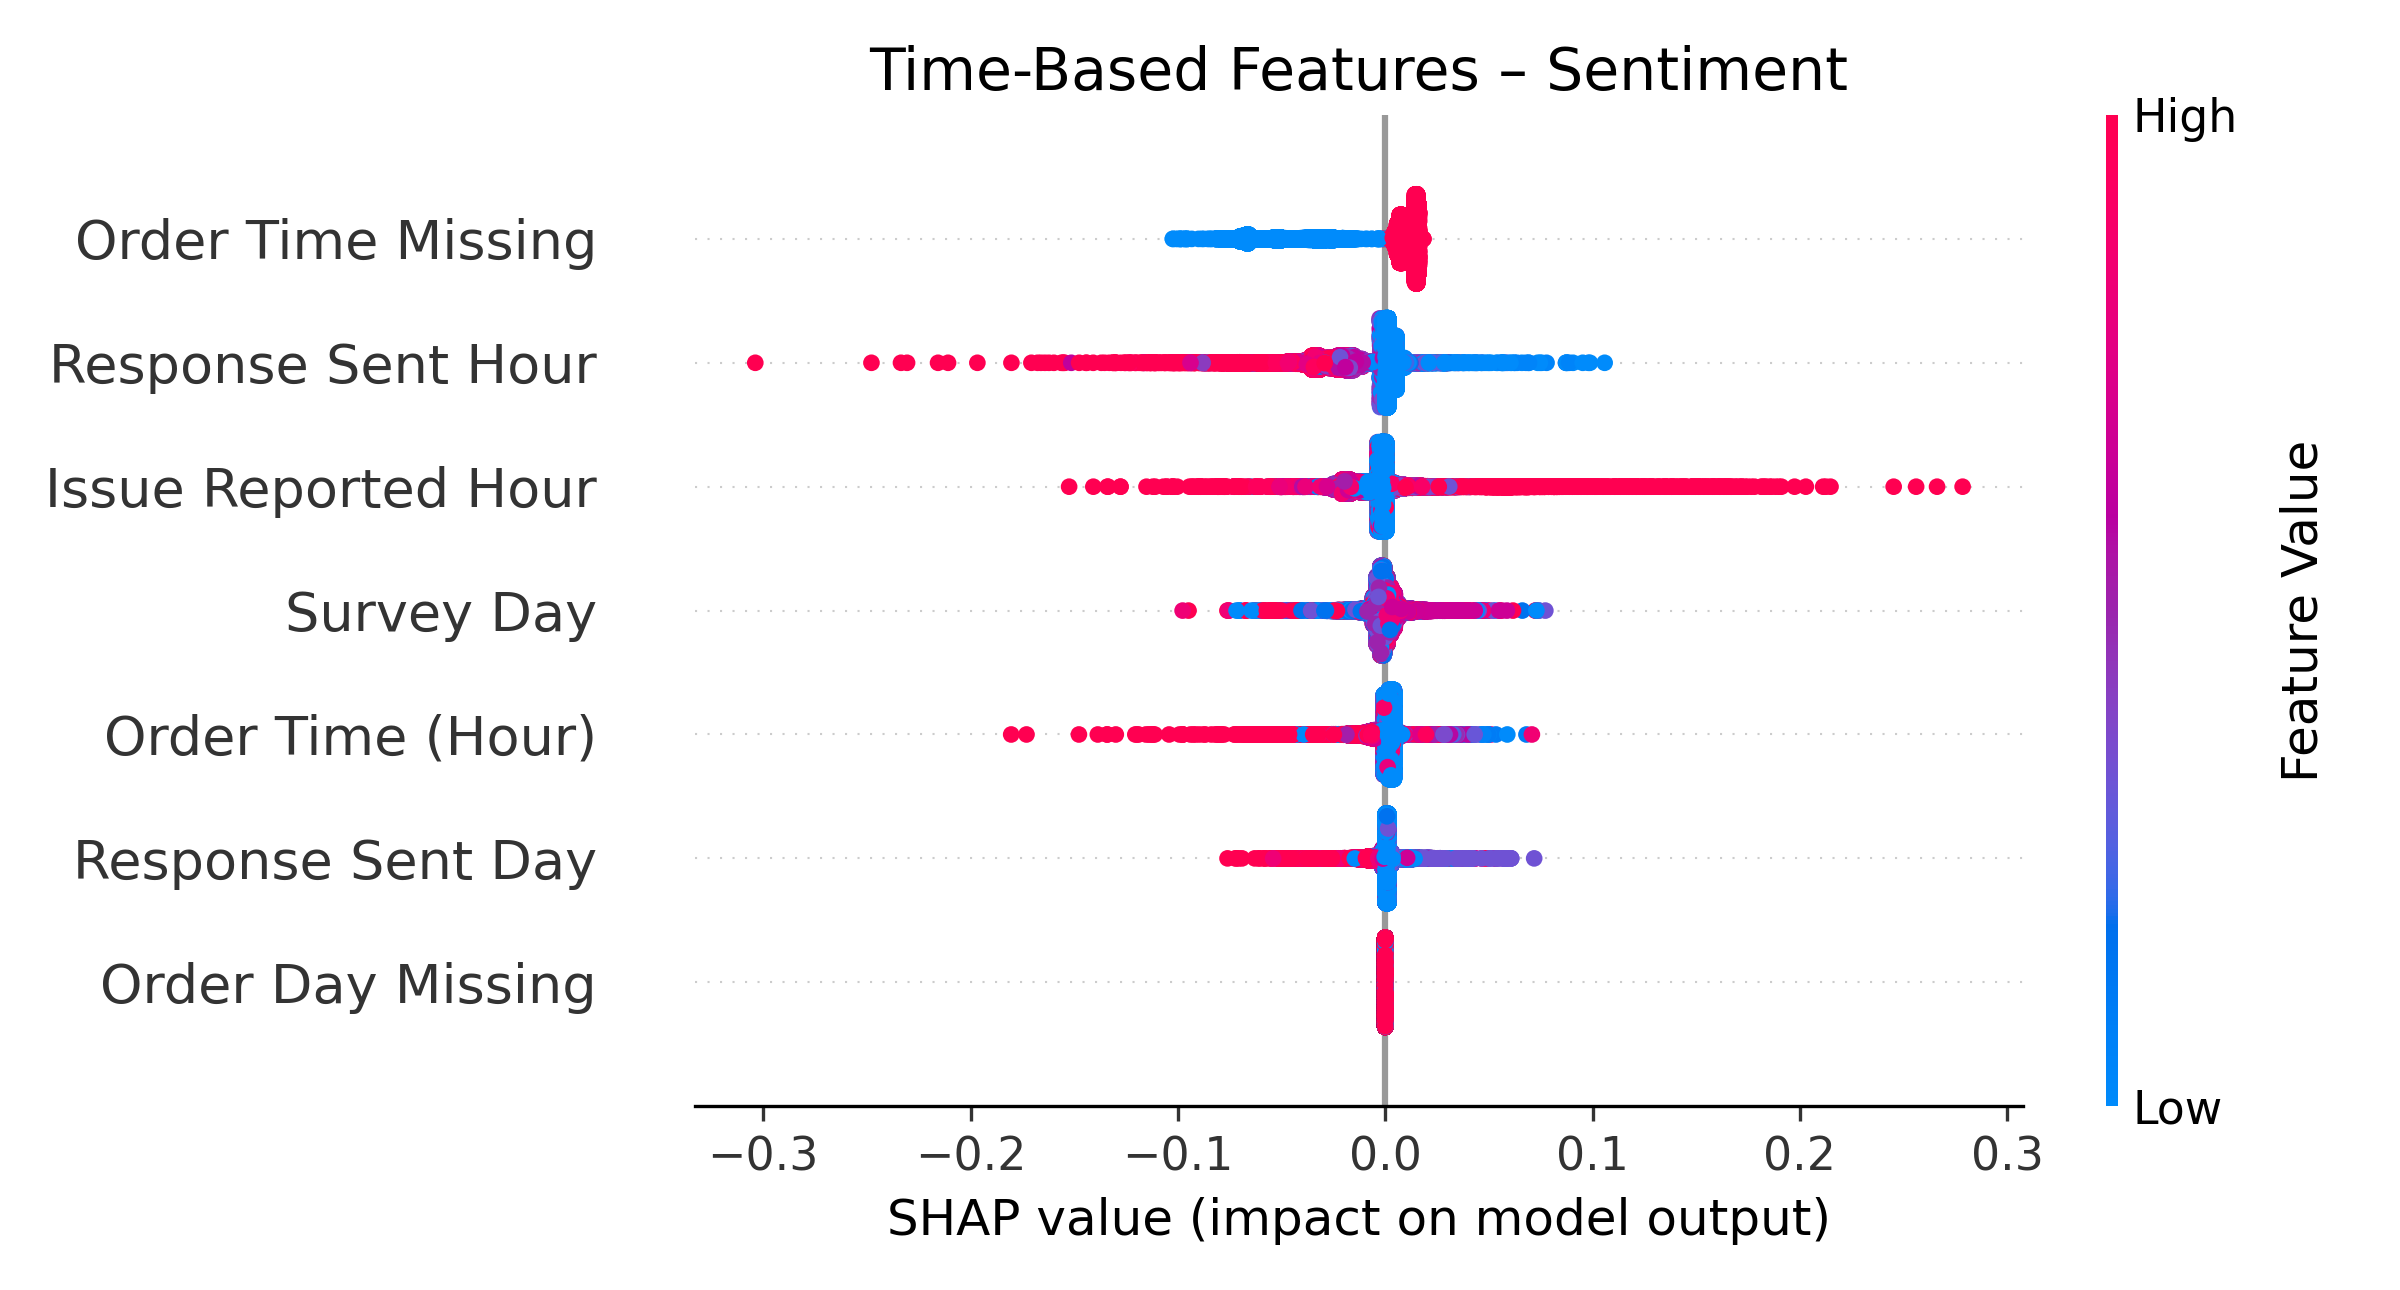 Time-Based Features – Sentiment
High
Order Time Missing
Response Sent Hour
Issue Reported Hour
Survey Day
Order Time (Hour)
Response Sent Day
Order Day Missing
Feature Value
Low
−0.3 −0.2 −0.1 0.0 0.1 0.2 0.3
SHAP value (impact on model output)